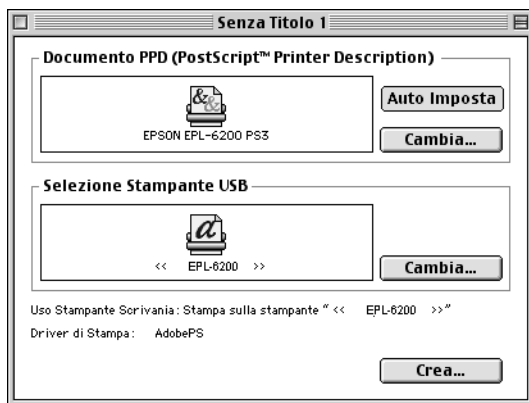 Senza Titolo 1
Documento PPD (PostScript™ Printer Description)
EPSON EPL-6200 PS3
Auto Imposta
Cambia...
Selezione Stampante USB
<< EPL-6200 >>
Cambia...
Uso Stampante Scrivania: Stampa sulla stampante “ << EPL-6200 >>”
Driver di Stampa: AdobePS
Crea...